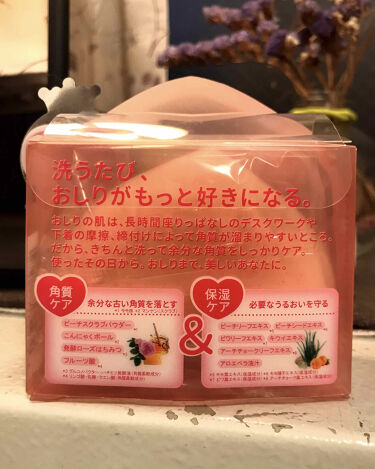 洗うたび、
おしりがもっと好きになる。
おしりの肌は、長時間座りっぱなしのデスクワークや
下着の摩擦、締付けによって角質が溜まりやすいところ。
だから、きちんと洗って余分な角質をしっかりケア。
使ったその日から、おしりまで、美しいあなたに。
角質
ケア
余分な古い角質を落とす
ピーチスクラブパウダー
こんにゃくボール
発酵ローズはちみつ
フルーツ酸
&
保湿
ケア
必要なうるおいを守る
ピーチリーフエキス
ピーチシードエキス
ビワリーフエキス
キウイエキス
アーチチョークリーフエキス
アロエベラ液汁